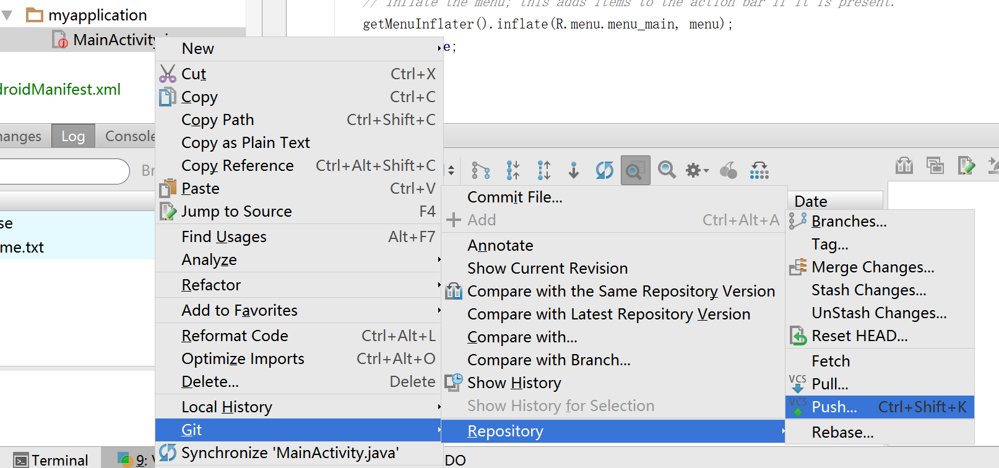 // Inflate the menu; this adds items to the action bar if it is present.
myapplication
getMenuInflater().inflate(R.menu.menu_main, menu);
MainActivity
e;
New
Cut Ctrl+X
droidManifest.xml
Copy Ctrl+C
Copy Path Ctrl+Shift+C
anges Log Console
Copy as Plain Text
Copy Reference Ctrl+Alt+Shift+C
Br
Paste Ctrl+V
Jump to Source F4
Find Usages Alt+F7
Analyze
Refactor
Add to Favorites
Reformat Code Ctrl+Alt+L
Optimize Imports Ctrl+Alt+O
Delete... Delete
Local History
Git
Synchronize 'MainActivity.java'
se
me.txt
Commit File...
Add Ctrl+Alt+A
Annotate
Show Current Revision
Compare with the Same Repository Version
Compare with Latest Repository Version
Compare with...
Compare with Branch...
Show History
Show History for Selection
Repository
Date
Branches...
Tag...
Merge Changes...
Stash Changes...
UnStash Changes...
Reset HEAD...
Fetch
VCS Pull...
VCS Push... Ctrl+Shift+K
Rebase...
Terminal 9: DO